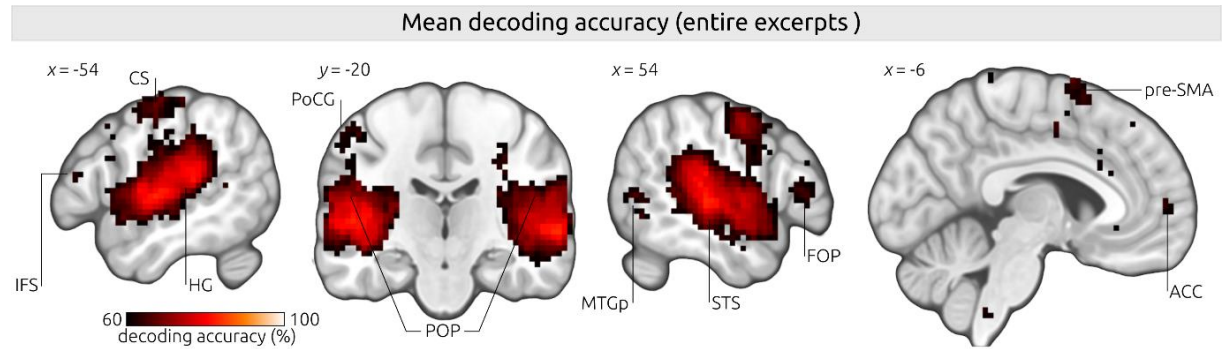 Mean decoding accuracy (entire excerpts )
x = -54
CS
IFS
HG
60
100
decoding accuracy (%)
y = -20
PoCG
POP
x = 54
MTGp
STS
FOP
x = -6
pre-SMA
ACC